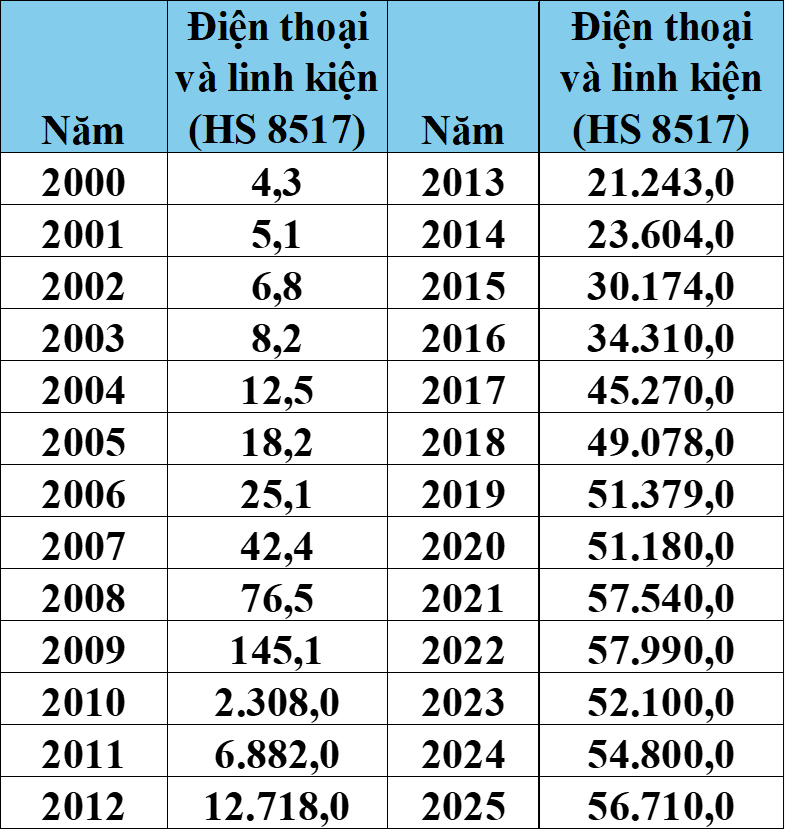 Năm Điện thoại và linh kiện (HS 8517) Năm Điện thoại và linh kiện (HS 8517)
2000 4,3 2013 21.243,0
2001 5,1 2014 23.604,0
2002 6,8 2015 30.174,0
2003 8,2 2016 34.310,0
2004 12,5 2017 45.270,0
2005 18,2 2018 49.078,0
2006 25,1 2019 51.379,0
2007 42,4 2020 51.180,0
2008 76,5 2021 57.540,0
2009 145,1 2022 57.990,0
2010 2.308,0 2023 52.100,0
2011 6.882,0 2024 54.800,0
2012 12.718,0 2025 56.710,0